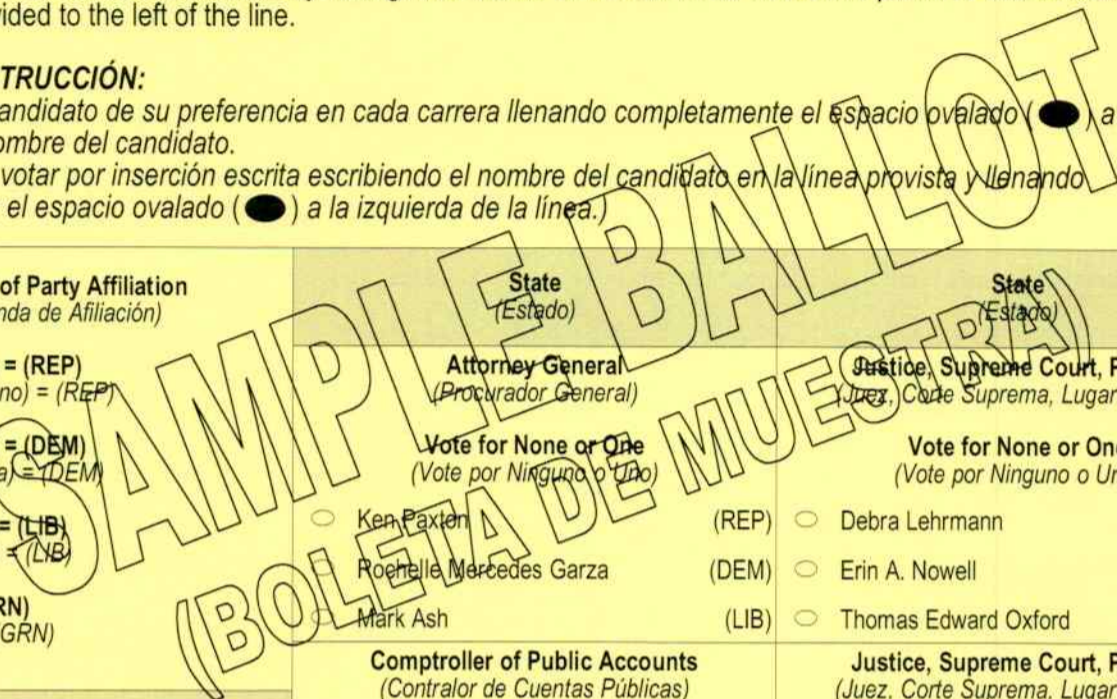 vided to the left of the line.
TRUCCIÓN:
andidato de su preferencia en cada carrera llenando completamente el espacio ovalado ( ) a
ombre del candidato.
votar por inserción escrita escribiendo el nombre del candidato en la línea provista y llenando
el espacio ovalado ( ) a la izquierda de la línea.)
SAMPLE BALLOT
(BOLETA DE MUESTRA)
of Party Affiliation
nda de Afiliación)
= (REP)
no) = (REP)
= (DEM)
a) = (DEM)
= (LIB)
= (LIB)
RN)
GRN)
State
(Estado)
Attorney General
(Procurador General)
Vote for None or One
(Vote por Ninguno o Uno)
Ken Paxton (REP)
Rochelle Mercedes Garza (DEM)
Mark Ash (LIB)
Comptroller of Public Accounts
(Contralor de Cuentas Públicas)
State
(Estado)
Justice, Supreme Court, P
(Juez, Corte Suprema, Lugar
Vote for None or One
(Vote por Ninguno o Un
Debra Lehrmann
Erin A. Nowell
Thomas Edward Oxford
Justice, Supreme Court, P
(Juez, Corte Suprema, Lugar